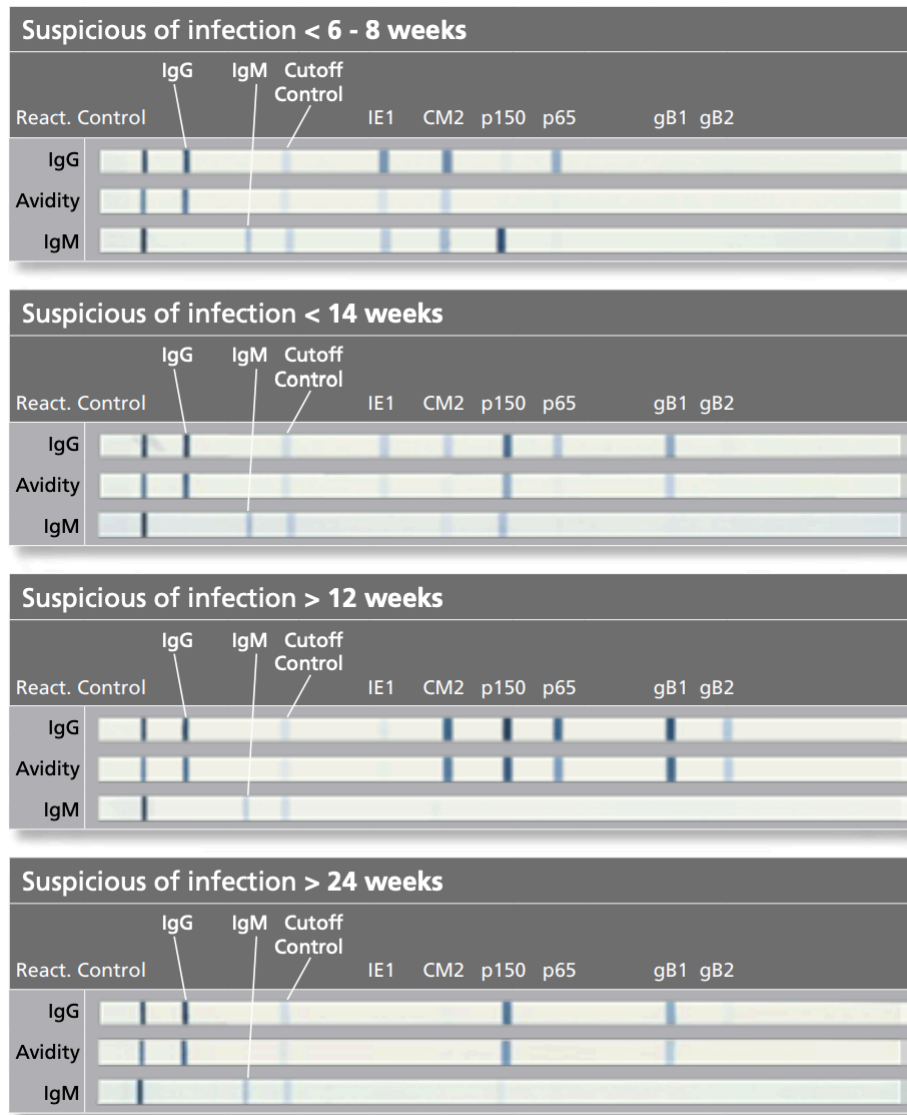 Suspicious of infection < 6 - 8 weeks
IgG IgM Cutoff
Control
React. Control IE1 CM2 p150 p65 gB1 gB2
IgG
Avidity
IgM
Suspicious of infection < 14 weeks
IgG IgM Cutoff
Control
React. Control IE1 CM2 p150 p65 gB1 gB2
IgG
Avidity
IgM
Suspicious of infection > 12 weeks
IgG IgM Cutoff
Control
React. Control IE1 CM2 p150 p65 gB1 gB2
IgG
Avidity
IgM
Suspicious of infection > 24 weeks
IgG IgM Cutoff
Control
React. Control IE1 CM2 p150 p65 gB1 gB2
IgG
Avidity
IgM